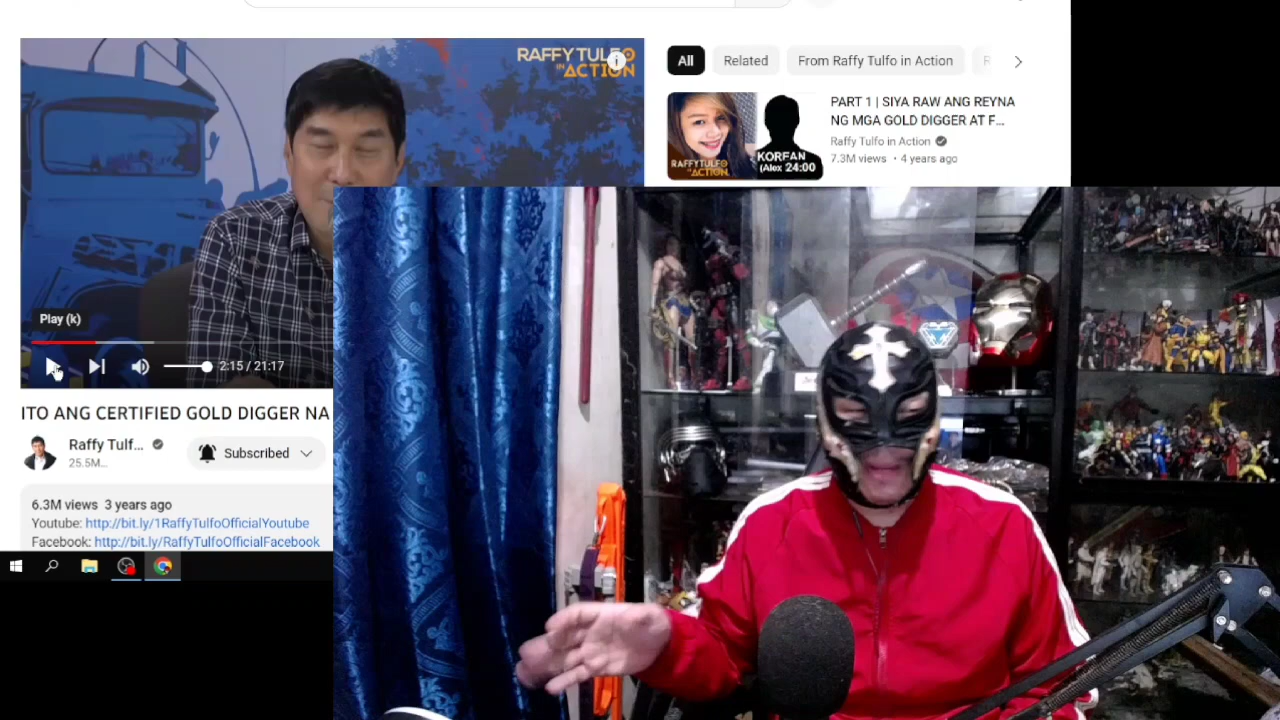 RAFFY TULFO
IN ACTION
All
Related
From Raffy Tulfo in Action
R
PART 1 | SIYA RAW ANG REYNA
NG MGA GOLD DIGGER AT F...
Raffy Tulfo in Action
7.3M views • 4 years ago
RAFFYTULFO
IN ACTION
KORFAN
(Alex 24:00
Play (k)
2:15 / 21:17
ITO ANG CERTIFIED GOLD DIGGER NA
Raffy Tulf...
25.5M...
Subscribed
6.3M views 3 years ago
Youtube: http://bit.ly/1RaffyTulfoOfficialYoutube
Facebook: http://bit.ly/RaffyTulfoOfficialFacebook